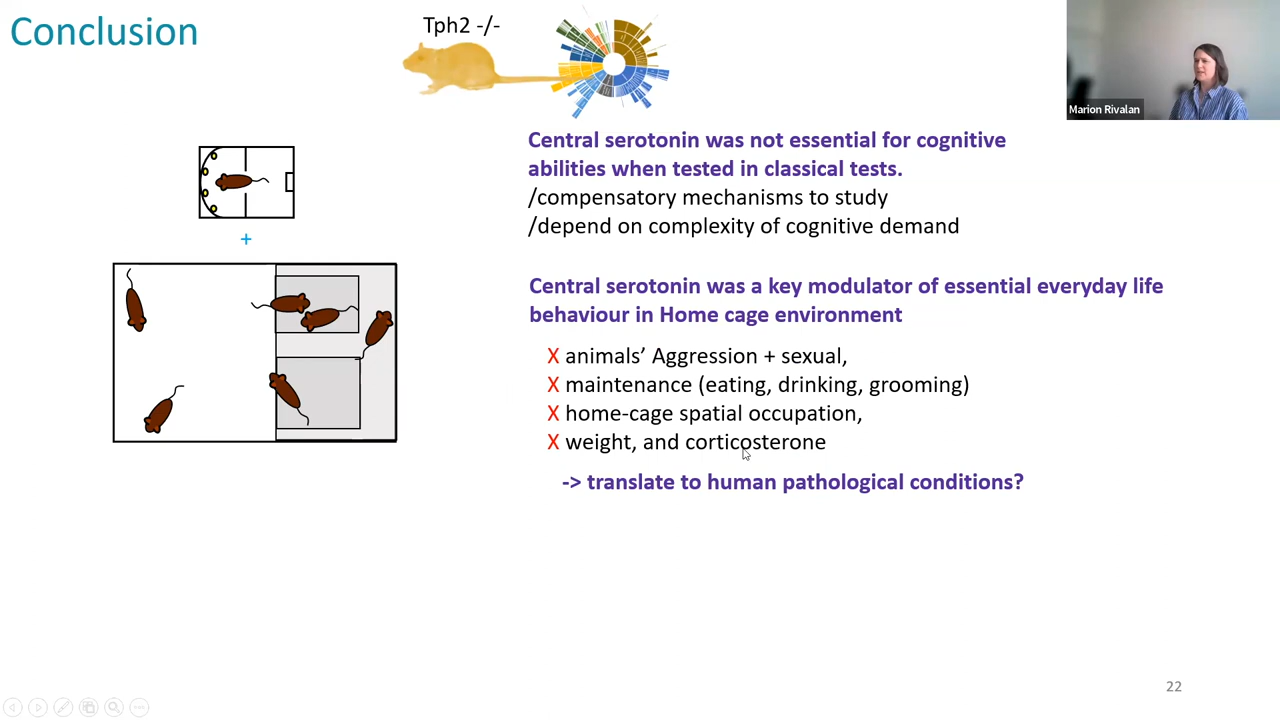 Conclusion
Tph2 -/-
Marion Rivalan
Central serotonin was not essential for cognitive
abilities when tested in classical tests.
/compensatory mechanisms to study
/depend on complexity of cognitive demand
+
Central serotonin was a key modulator of essential everyday life
behaviour in Home cage environment
X animals’ Aggression + sexual,
X maintenance (eating, drinking, grooming)
X home-cage spatial occupation,
X weight, and corticosterone
-> translate to human pathological conditions?
22